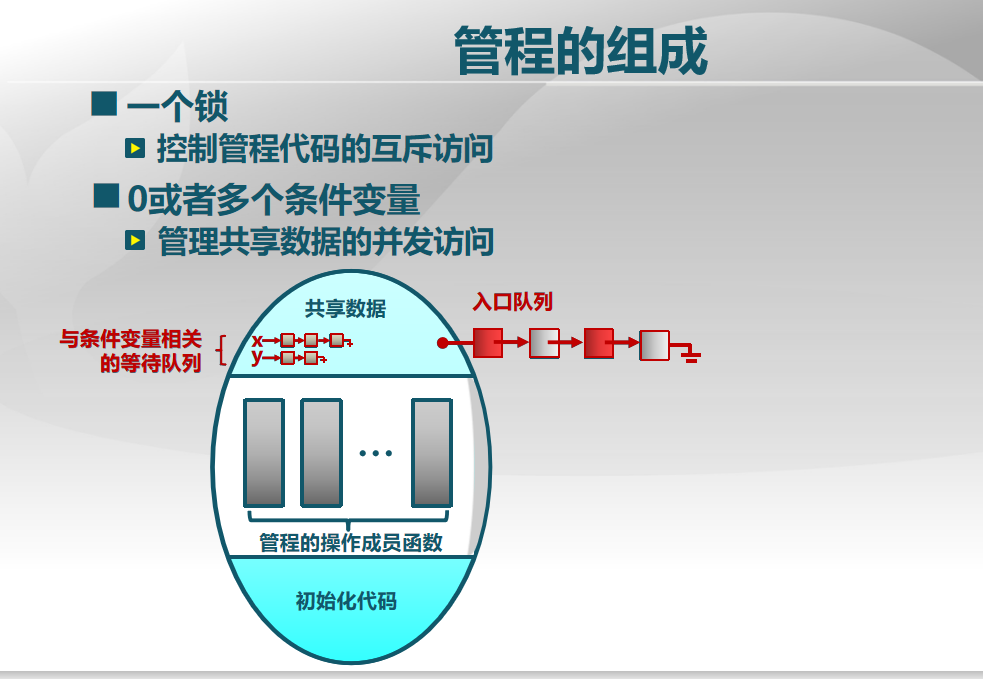 管程的组成
一个锁
控制管程代码的互斥访问
0或者多个条件变量
管理共享数据的并发访问
共享数据
入口队列
与条件变量相关
的等待队列
x
y
...
管程的操作成员函数
初始化代码